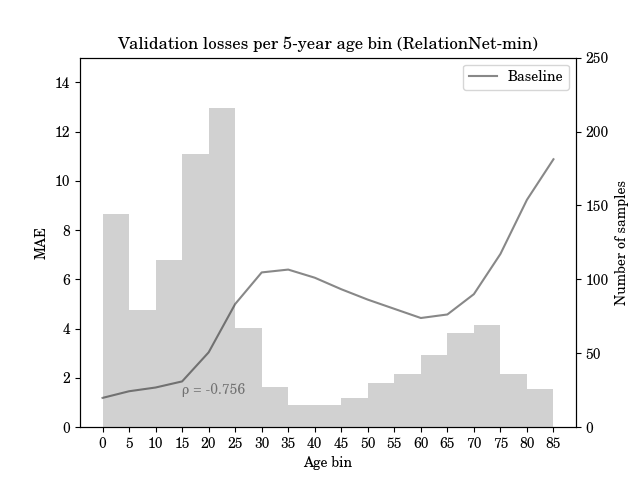 Validation losses per 5-year age bin (RelationNet-min)
Baseline
MAE
14
12
10
8
6
4
2
0
250
200
150
100
50
0
Number of samples
ρ = -0.756
0 5 10 15 20 25 30 35 40 45 50 55 60 65 70 75 80 85
Age bin